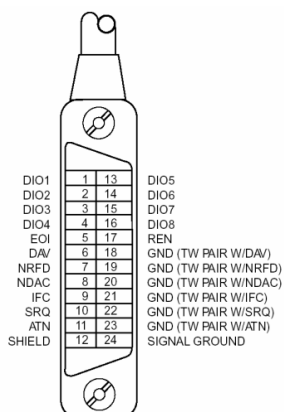 DIO1 1 13 DIO5
DIO2 2 14 DIO6
DIO3 3 15 DIO7
DIO4 4 16 DIO8
EOI 5 17 REN
DAV 6 18 GND (TW PAIR W/DAV)
NRFD 7 19 GND (TW PAIR W/NRFD)
NDAC 8 20 GND (TW PAIR W/NDAC)
IFC 9 21 GND (TW PAIR W/IFC)
SRQ 10 22 GND (TW PAIR W/SRQ)
ATN 11 23 GND (TW PAIR W/ATN)
SHIELD 12 24 SIGNAL GROUND